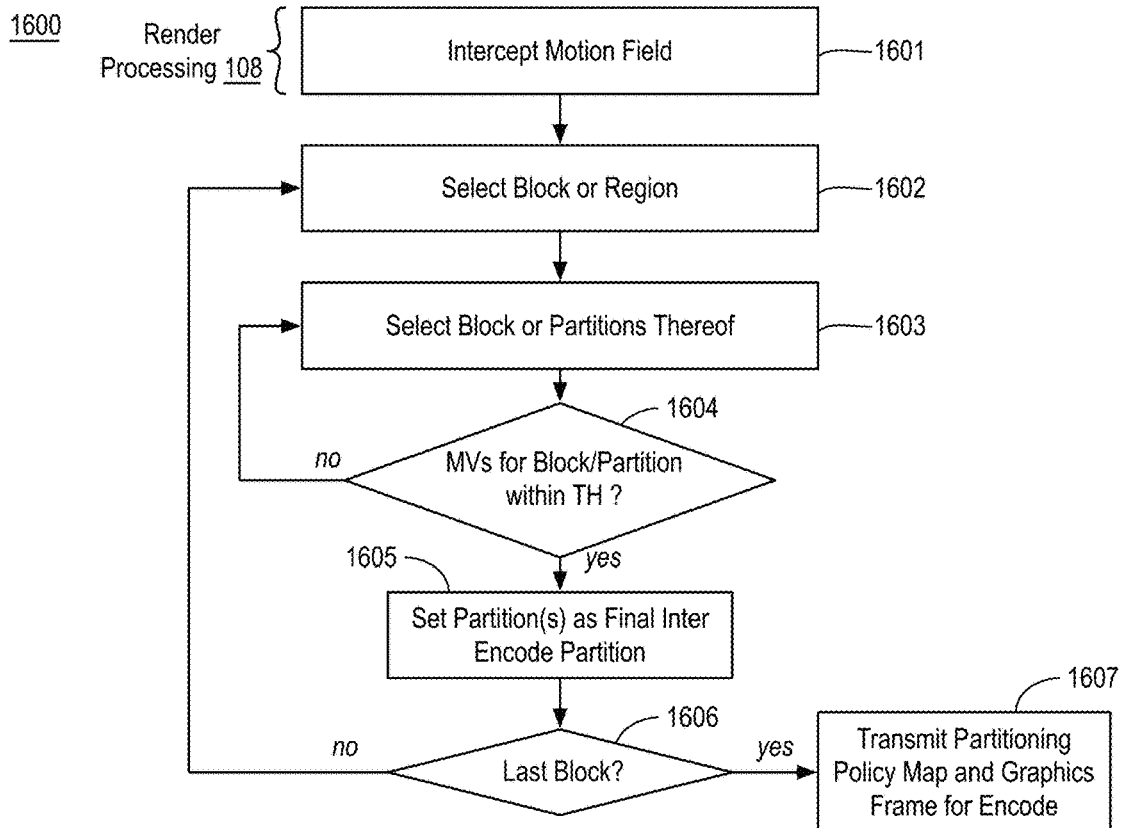 1600
Render
Processing 108
Intercept Motion Field
1601
Select Block or Region
1602
Select Block or Partitions Thereof
1603
1604
no
MVs for Block/Partition
within TH ?
yes
1605
Set Partition(s) as Final Inter
Encode Partition
1606
no
Last Block?
yes
1607
Transmit Partitioning
Policy Map and Graphics
Frame for Encode